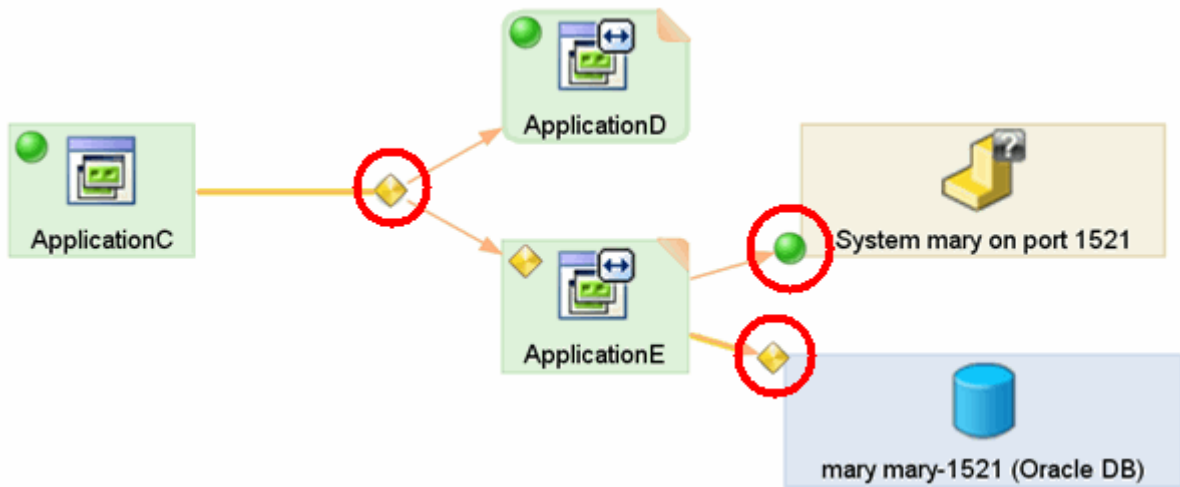 ApplicationD
ApplicationC
?
System mary on port 1521
ApplicationE
mary mary-1521 (Oracle DB)